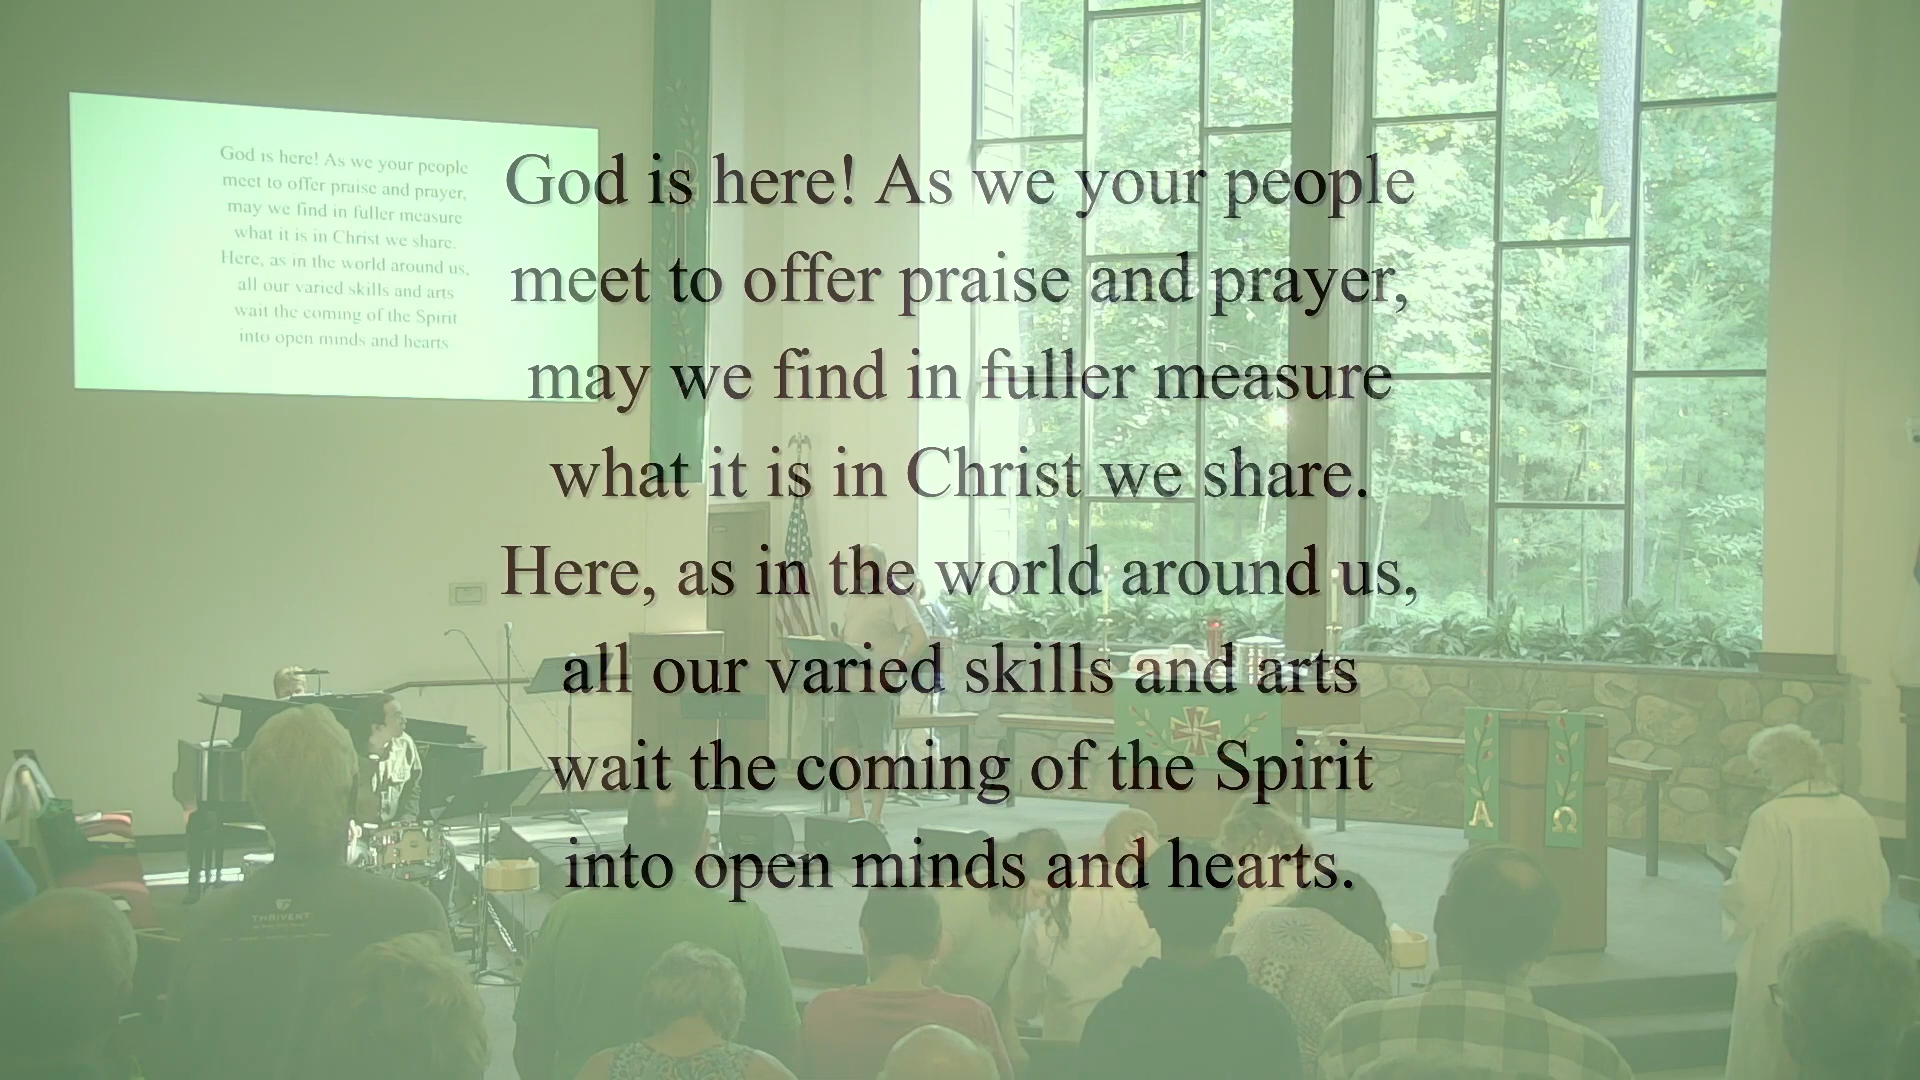 God is here! As we your people
meet to offer praise and prayer,
may we find in fuller measure
what it is in Christ we share.
Here, as in the world around us,
all our varied skills and arts
wait the coming of the Spirit
into open minds and hearts.
God is here! As we your people
meet to offer praise and prayer,
may we find in fuller measure
what it is in Christ we share.
Here, as in the world around us,
all our varied skills and arts
wait the coming of the Spirit
into open minds and hearts
THRIVENT
Α
Ω